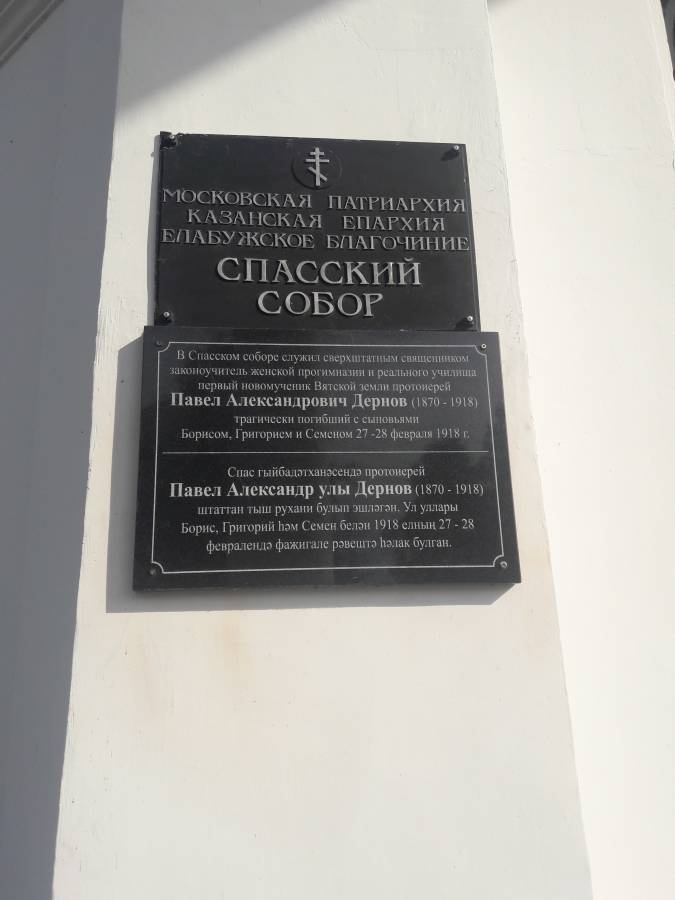 МОСКОВСКАЯ ПАТРИАРХИЯ
КАЗАНСКАЯ ЕПАРХИЯ
ЕЛАБУЖСКОЕ БЛАГОЧИНИЕ
СПАССКИЙ
СОБОР
В Спасском соборе служил сверхштатным священником
законоучитель женской прогимназии и реального училища
первый новомученик Вятской земли протоиерей
Павел Александрович Дернов (1870 - 1918)
трагически погибший с сыновьями
Борисом, Григорием и Семеном 27 -28 февраля 1918 г.
Спас гыйбадәтханәсендә протоиерей
Павел Александр улы Дернов (1870 - 1918)
штаттан тыш рухани булып эшләгән. Ул уллары
Борис, Григорий һәм Семен белән 1918 елның 27 - 28
февралендә фажигале рәвештә һәлак булган.